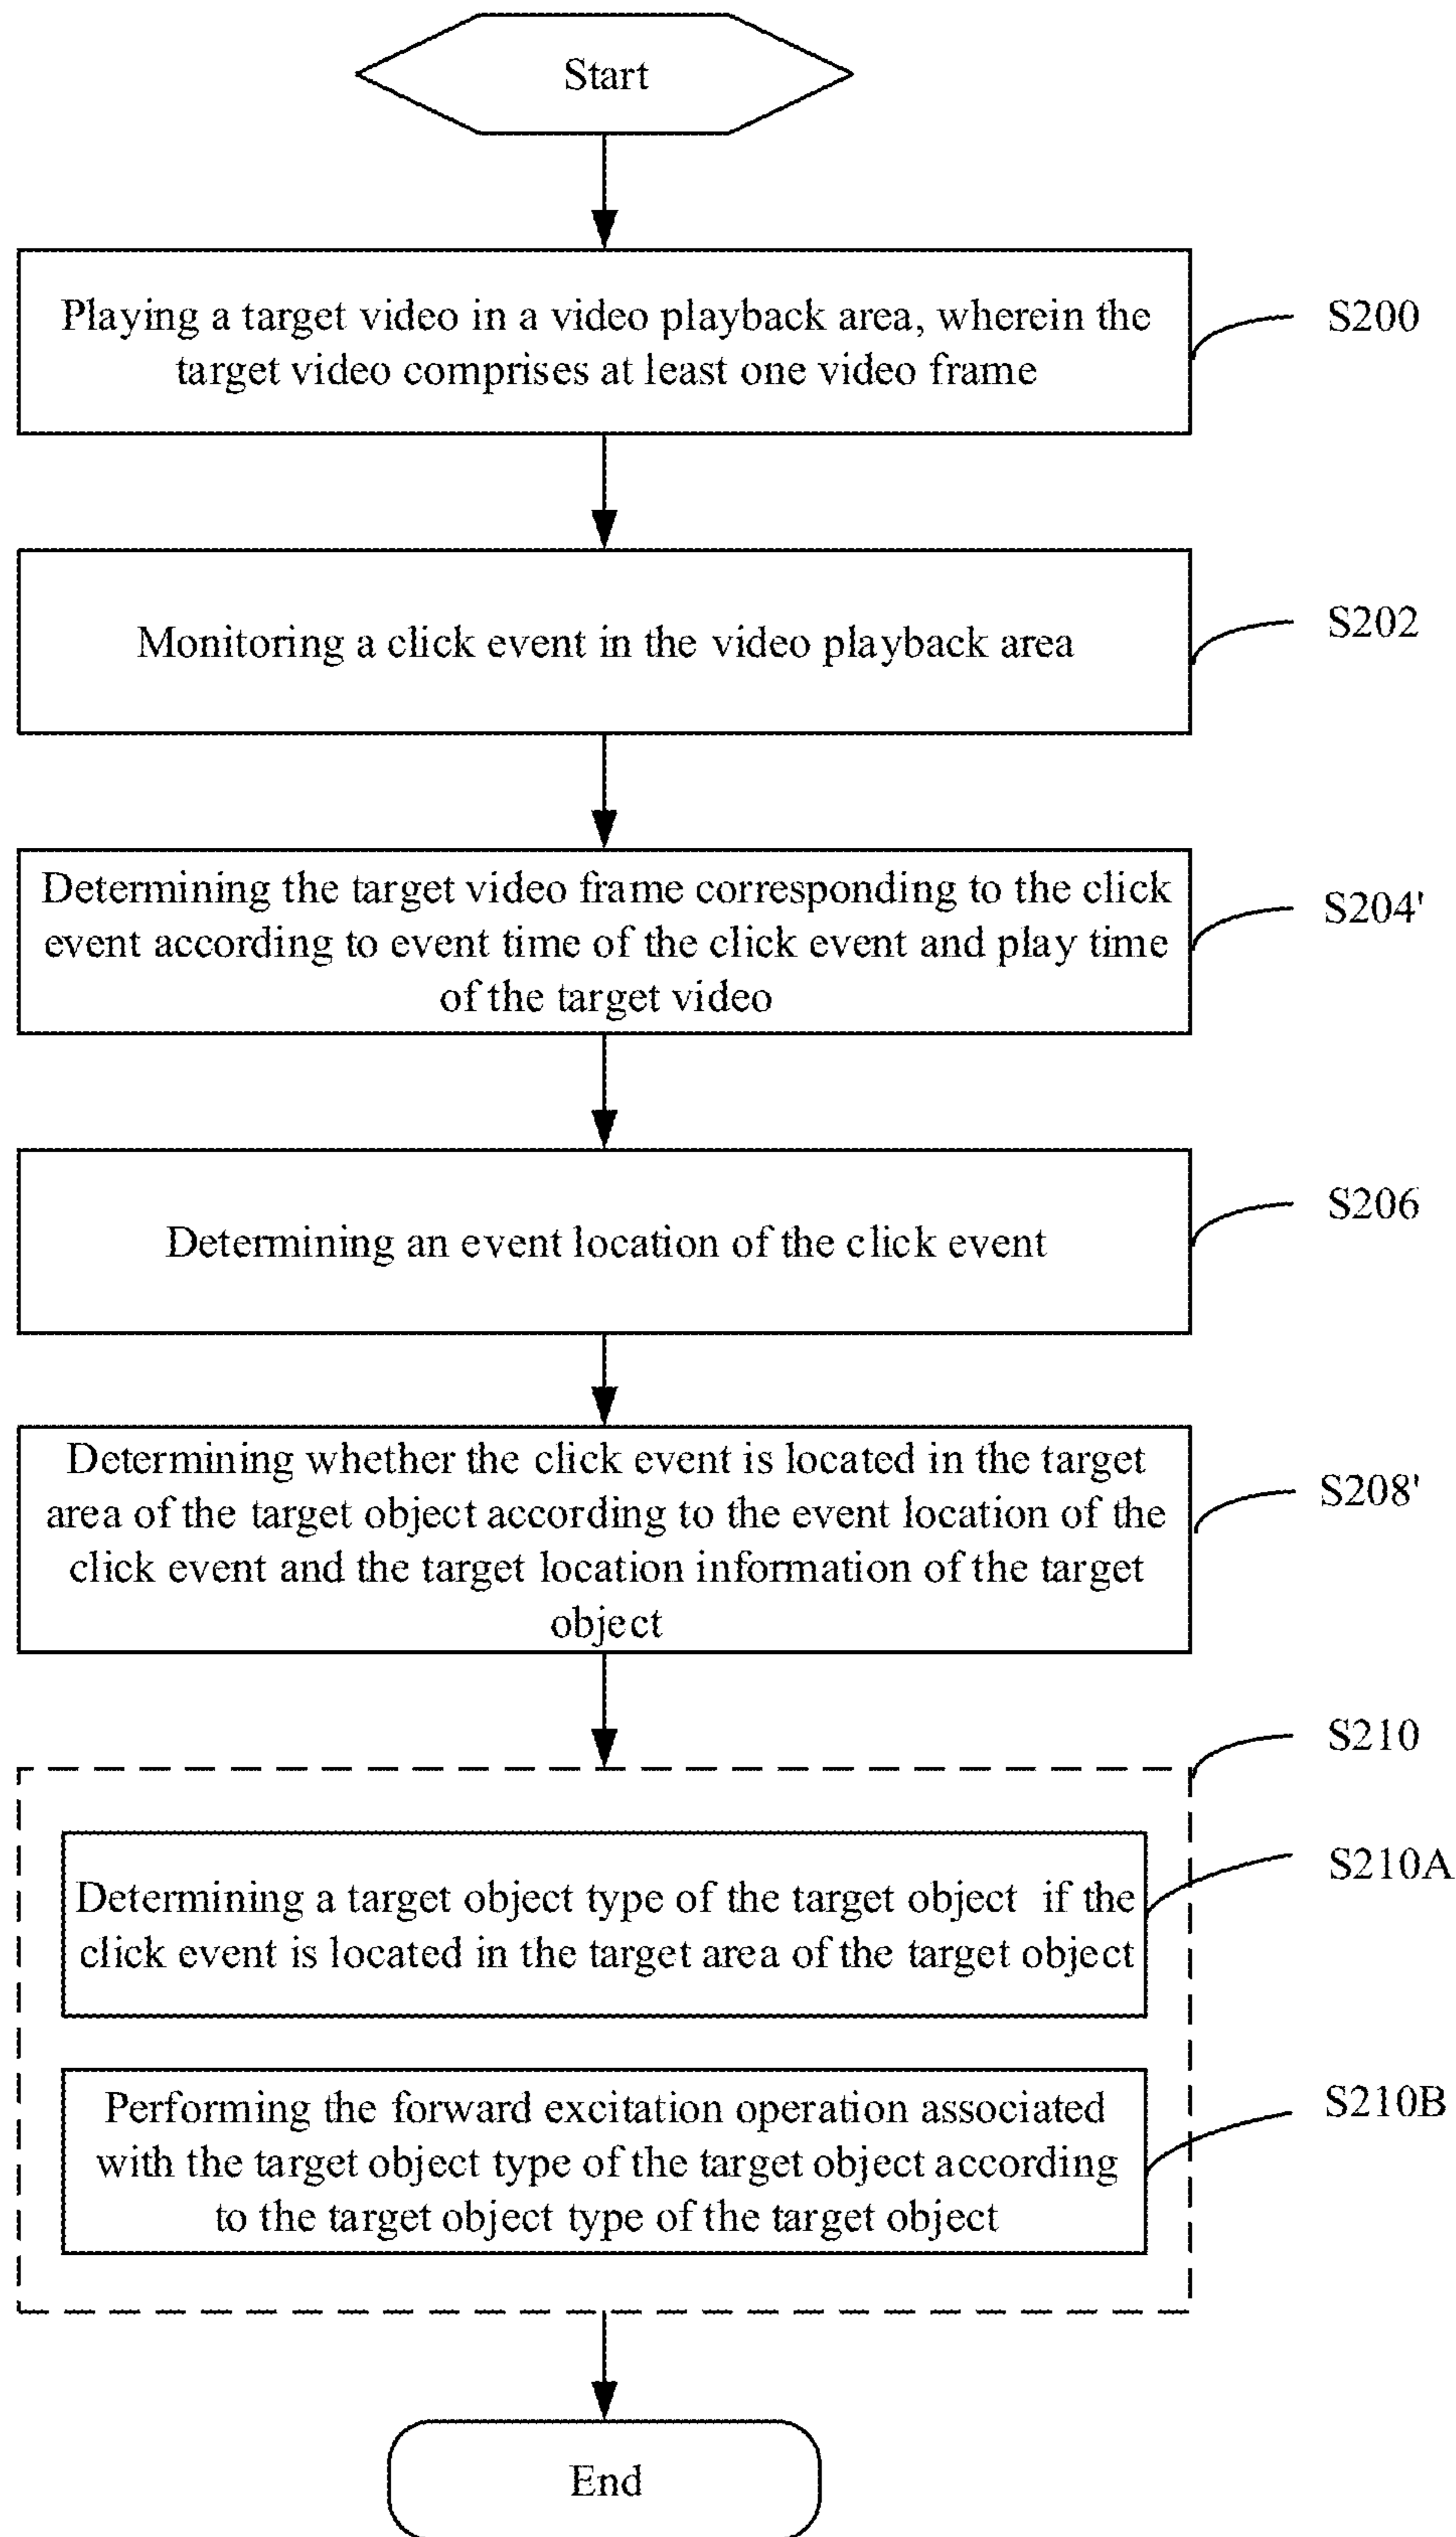 Start
Playing a target video in a video playback area, wherein the
target video comprises at least one video frame
S200
Monitoring a click event in the video playback area
S202
Determining the target video frame corresponding to the click
event according to event time of the click event and play time
of the target video
S204'
Determining an event location of the click event
S206
Determining whether the click event is located in the target
area of the target object according to the event location of the
click event and the target location information of the target
object
S208'
S210
Determining a target object type of the target object if the
click event is located in the target area of the target object
S210A
Performing the forward excitation operation associated
with the target object type of the target object according
to the target object type of the target object
S210B
End